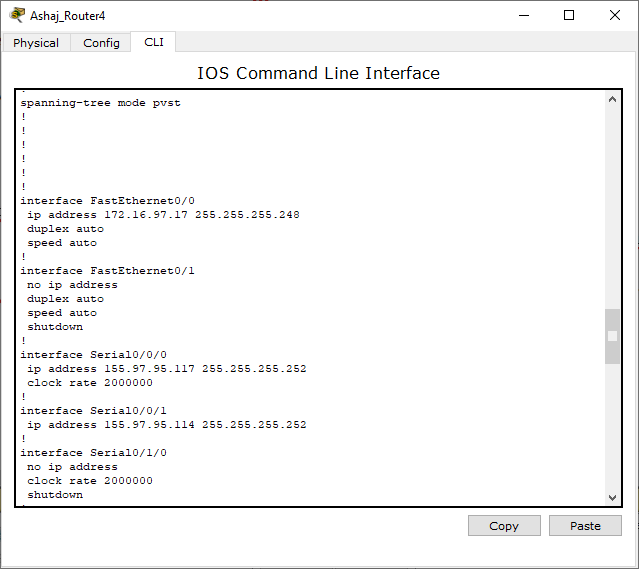 Ashaj_Router4
Physical Config CLI
IOS Command Line Interface
!
spanning-tree mode pvst
!
!
!
!
!
!
interface FastEthernet0/0
 ip address 172.16.97.17 255.255.255.248
 duplex auto
 speed auto
!
interface FastEthernet0/1
 no ip address
 duplex auto
 speed auto
 shutdown
!
interface Serial0/0/0
 ip address 155.97.95.117 255.255.255.252
 clock rate 2000000
!
interface Serial0/0/1
 ip address 155.97.95.114 255.255.255.252
!
interface Serial0/1/0
 no ip address
 clock rate 2000000
 shutdown
!
Copy Paste